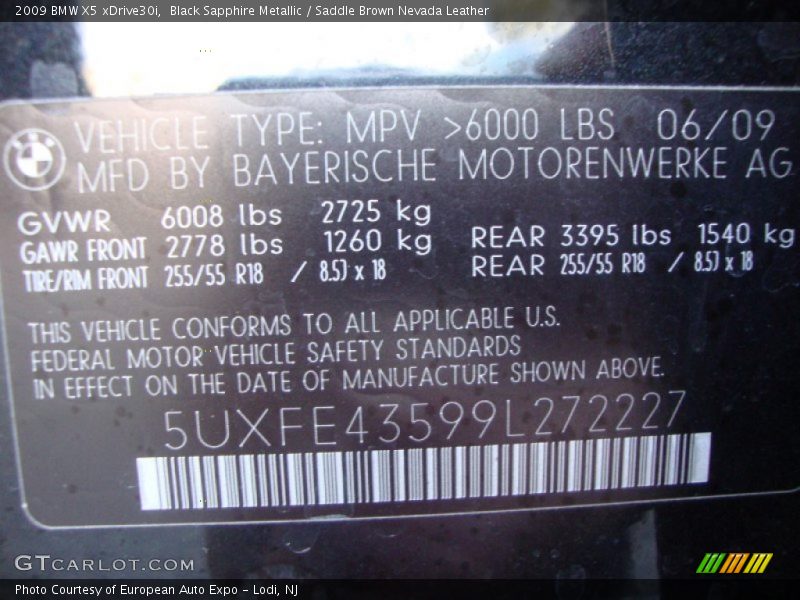 2009 BMW X5 xDrive30i,  Black Sapphire Metallic / Saddle Brown Nevada Leather
VEHICLE TYPE: MPV >6000 LBS 06/09
MFD BY BAYERISCHE MOTORENWERKE AG
GVWR 6008 lbs 2725 kg
GAWR FRONT 2778 lbs 1260 kg REAR 3395 lbs 1540 kg
TIRE/RIM FRONT 255/55 R18 / 8.5J x 18 REAR 255/55 R18 / 8.5J x 18
THIS VEHICLE CONFORMS TO ALL APPLICABLE U.S.
FEDERAL MOTOR VEHICLE SAFETY STANDARDS
IN EFFECT ON THE DATE OF MANUFACTURE SHOWN ABOVE.
5UXFE43599L272227
GTCARLOT.COM
Photo Courtesy of European Auto Expo - Lodi, NJ